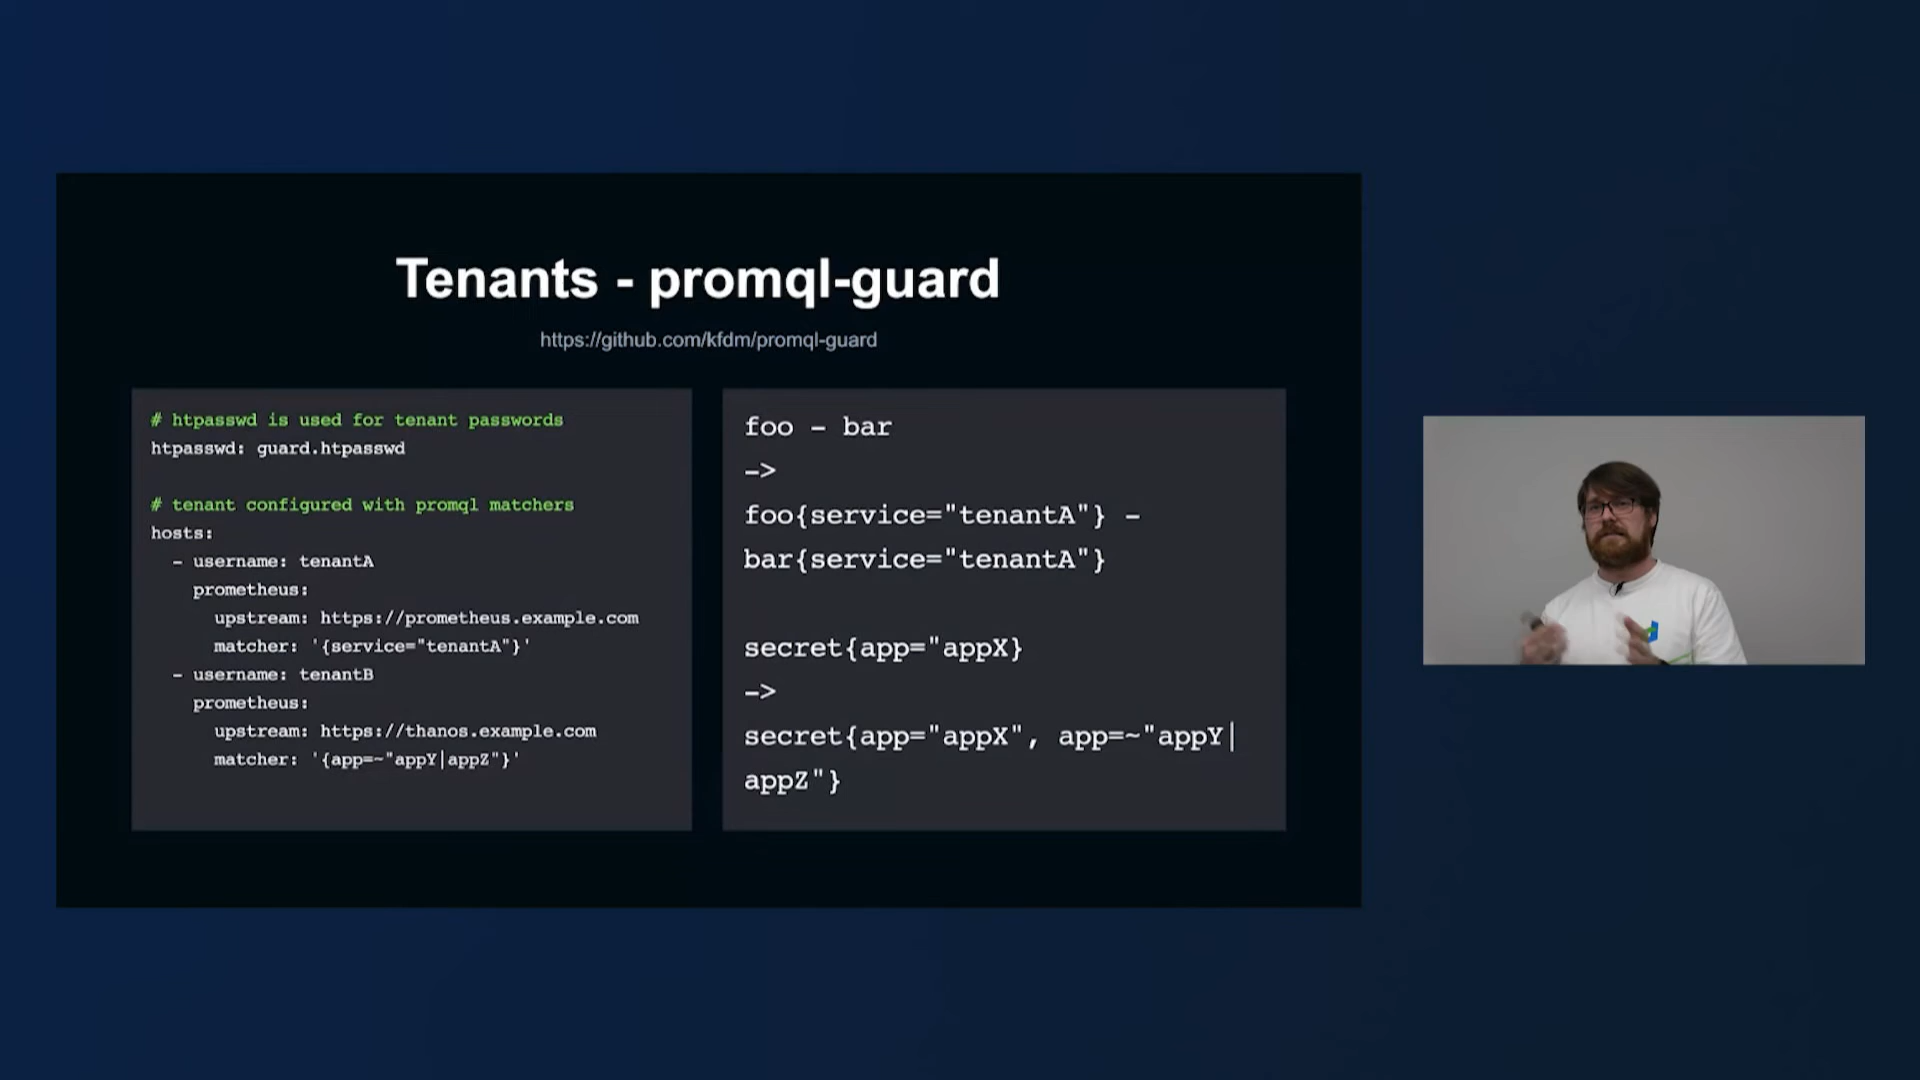 Tenants - promql-guard
https://github.com/kfdm/promql-guard
# htpasswd is used for tenant passwords
htpasswd: guard.htpasswd
# tenant configured with promql matchers
hosts:
- username: tenantA
prometheus:
upstream: https://prometheus.example.com
matcher: '{service="tenantA"}'
- username: tenantB
prometheus:
upstream: https://thanos.example.com
matcher: '{app=~"appY|appZ"}'
foo - bar
->
foo{service="tenantA"} -
bar{service="tenantA"}
secret{app="appX}
->
secret{app="appX", app=~"appY|
appZ"}